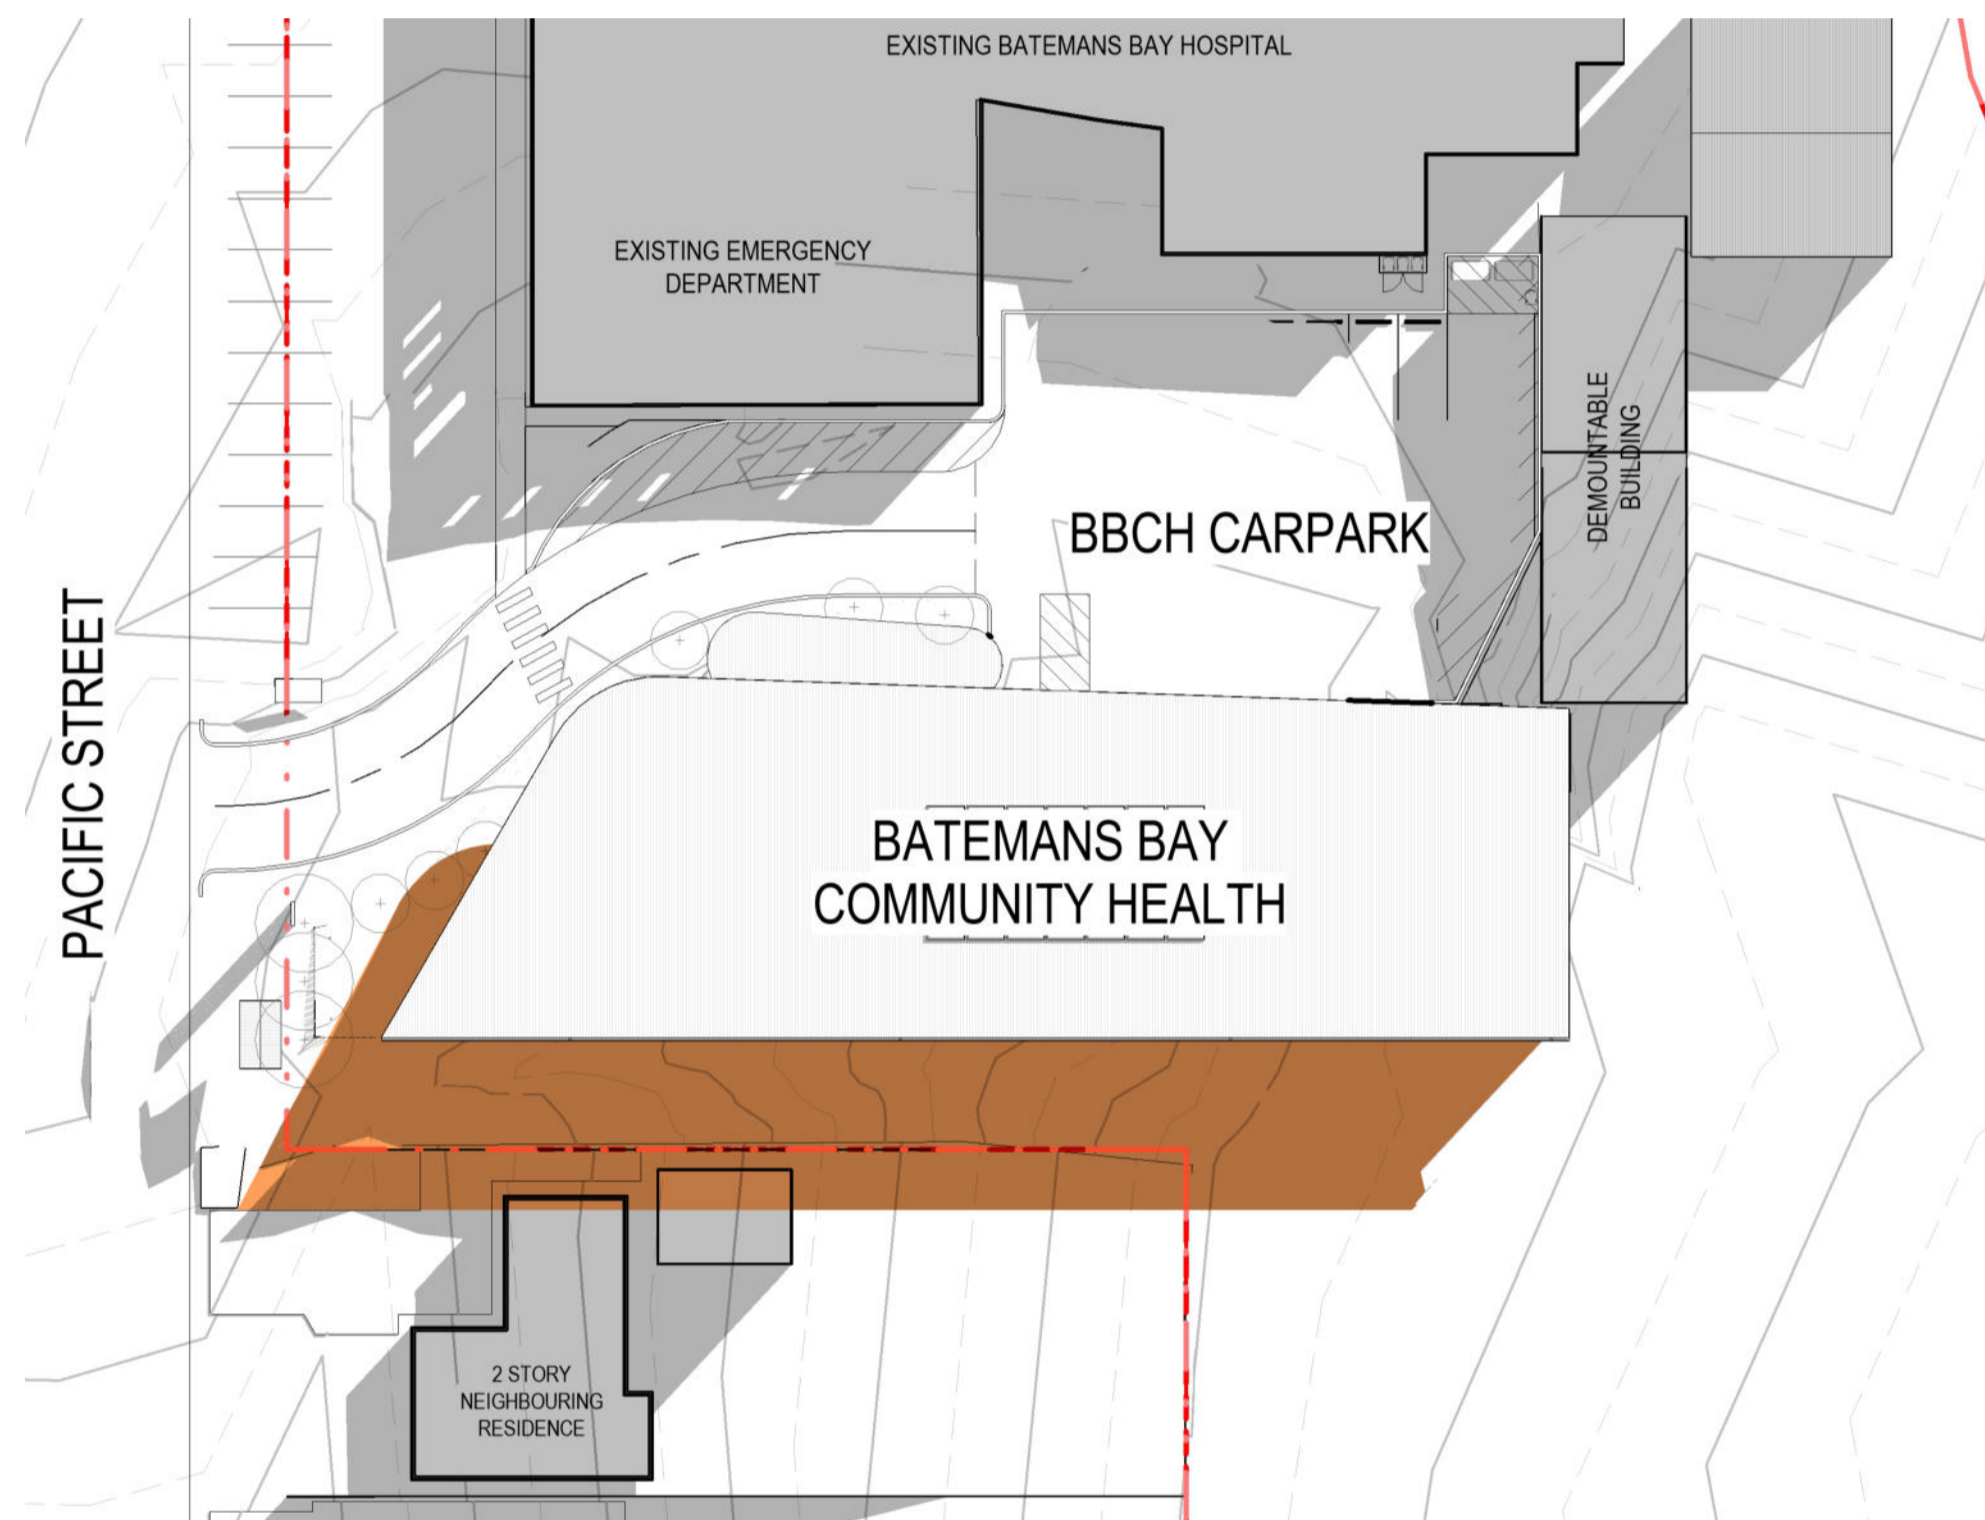 EXISTING BATEMANS BAY HOSPITAL
EXISTING EMERGENCY
DEPARTMENT
DEMOUNTABLE
BUILDING
BBCH CARPARK
PACIFIC STREET
BATEMANS BAY
COMMUNITY HEALTH
2 STORY
NEIGHBOURING
RESIDENCE